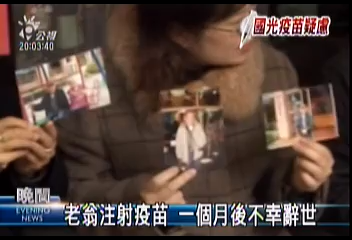 公視
20:03:40
國光疫苗疑慮
晚間
EVENING
NEWS
老翁注射疫苗 一個月後不幸辭世